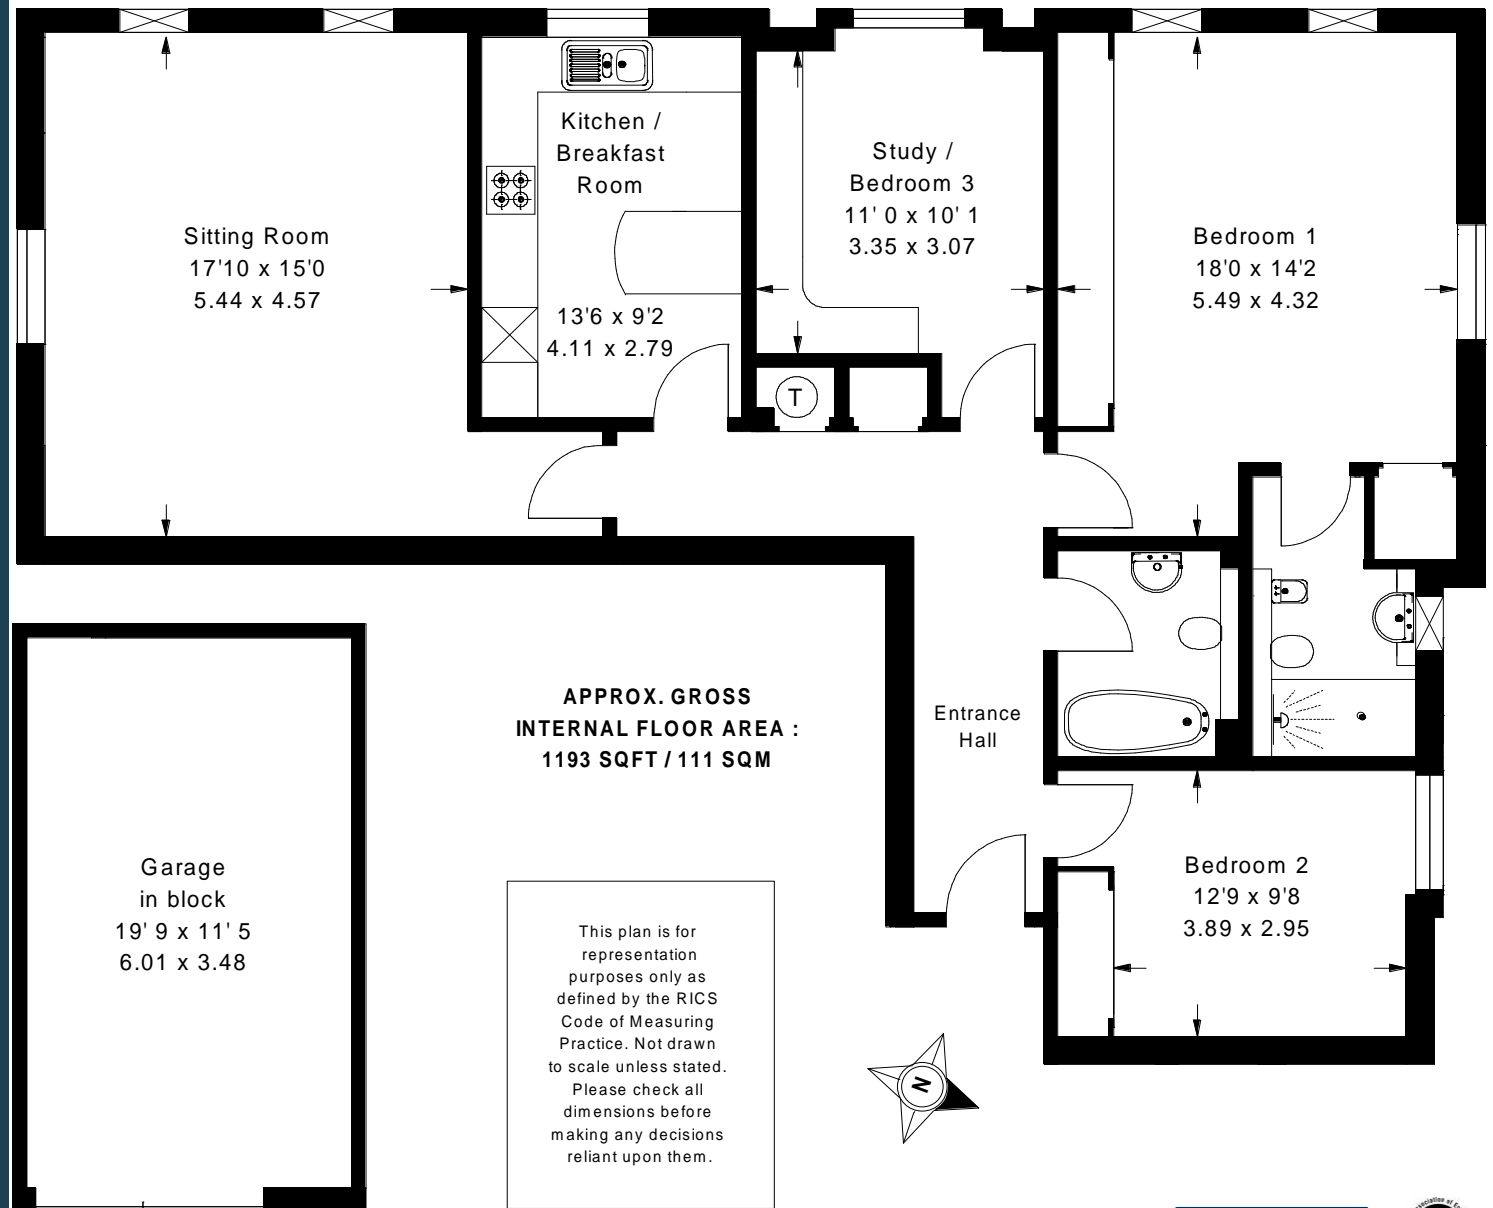 Sitting Room
17'10 x 15'0
5.44 x 4.57
Kitchen /
Breakfast
Room
13'6 x 9'2
4.11 x 2.79
Study /
Bedroom 3
11' 0 x 10' 1
3.35 x 3.07
Bedroom 1
18'0 x 14'2
5.49 x 4.32
T
Entrance
Hall
Bedroom 2
12'9 x 9'8
3.89 x 2.95
APPROX. GROSS
INTERNAL FLOOR AREA :
1193 SQFT / 111 SQM
Garage
in block
19' 9 x 11' 5
6.01 x 3.48
This plan is for
representation
purposes only as
defined by the RICS
Code of Measuring
Practice. Not drawn
to scale unless stated.
Please check all
dimensions before
making any decisions
reliant upon them.
N